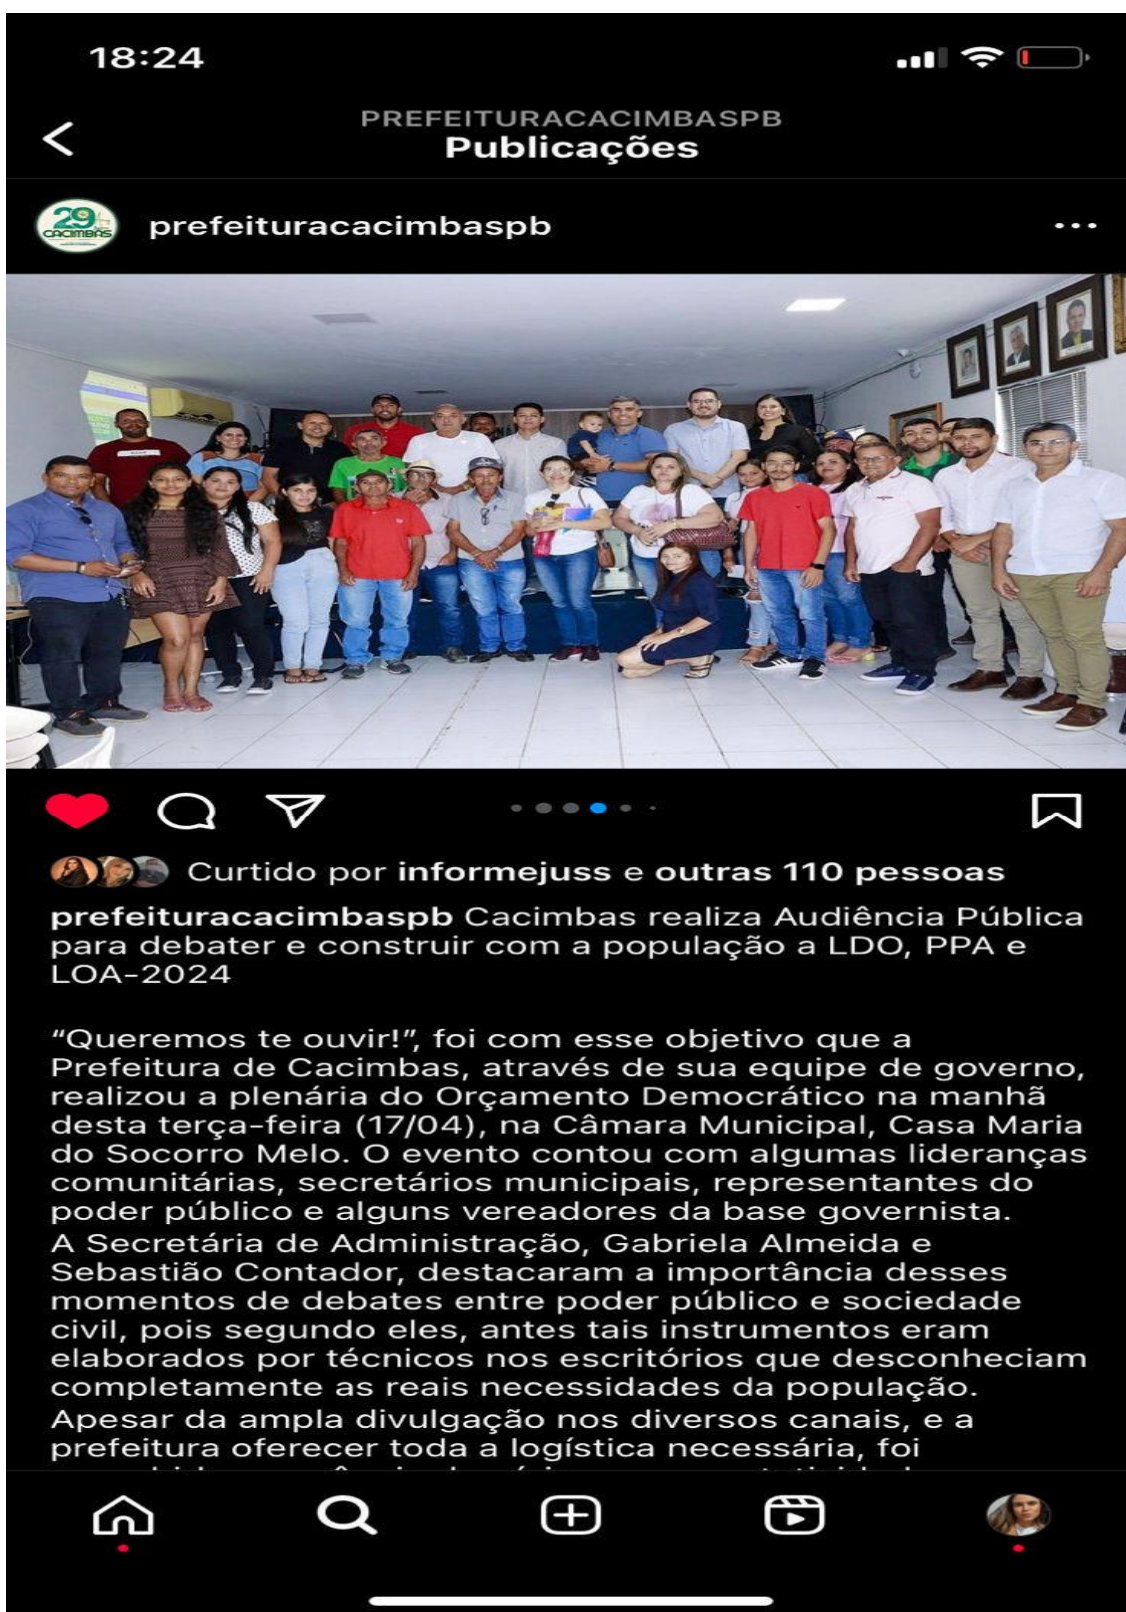 18:24
PREFEITURACACIMBASPB
Publicações
29
CACIMBAS
prefeituracacimbaspb
Curtido por informejuss e outras 110 pessoas
prefeituracacimbaspb Cacimbas realiza Audiência Pública
para debater e construir com a população a LDO, PPA e
LOA-2024
“Queremos te ouvir!”, foi com esse objetivo que a
Prefeitura de Cacimbas, através de sua equipe de governo,
realizou a plenária do Orçamento Democrático na manhã
desta terça-feira (17/04), na Câmara Municipal, Casa Maria
do Socorro Melo. O evento contou com algumas lideranças
comunitárias, secretários municipais, representantes do
poder público e alguns vereadores da base governista.
A Secretária de Administração, Gabriela Almeida e
Sebastião Contador, destacaram a importância desses
momentos de debates entre poder público e sociedade
civil, pois segundo eles, antes tais instrumentos eram
elaborados por técnicos nos escritórios que desconheciam
completamente as reais necessidades da população.
Apesar da ampla divulgação nos diversos canais, e a
prefeitura oferecer toda a logística necessária, foi